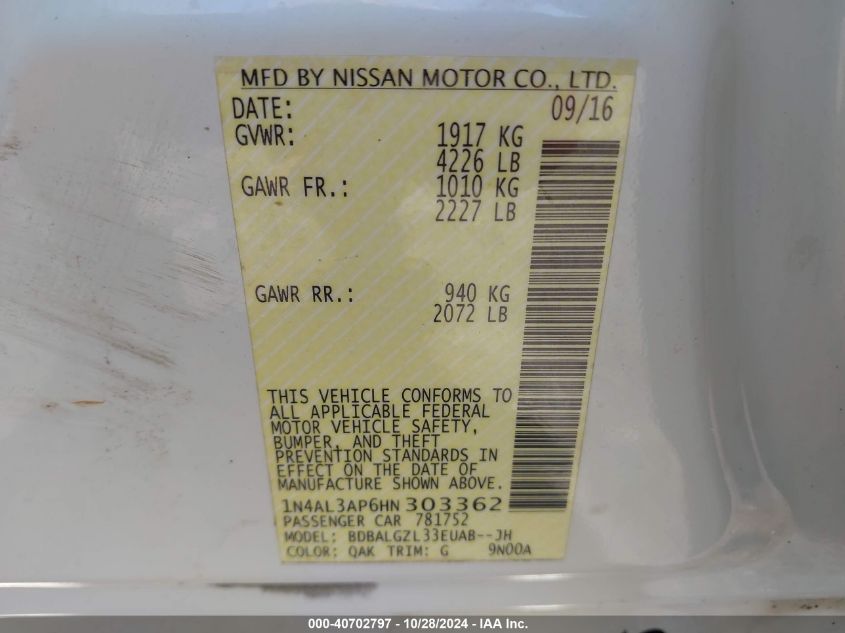 MFD BY NISSAN MOTOR CO., LTD.
DATE: 09/16
GVWR: 1917 KG
4226 LB
GAWR FR.: 1010 KG
2227 LB
GAWR RR.: 940 KG
2072 LB
THIS VEHICLE CONFORMS TO
ALL APPLICABLE FEDERAL
MOTOR VEHICLE SAFETY,
BUMPER, AND THEFT
PREVENTION STANDARDS IN
EFFECT ON THE DATE OF
MANUFACTURE SHOWN ABOVE.
1N4AL3AP6HN 303362
PASSENGER CAR 781752
MODEL: BDBALGZL33EUAB--JH
COLOR: QAK TRIM: G 9N00A
000-40702797 - 10/28/2024 - IAA Inc.